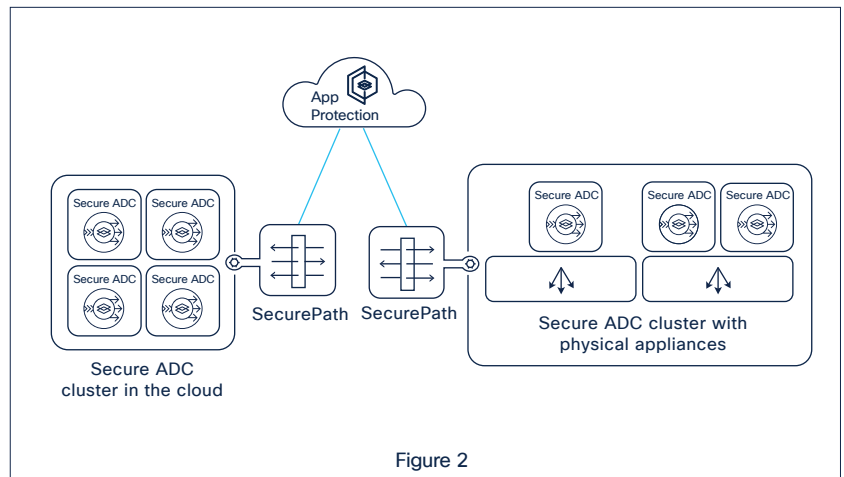 App
Protection
Secure ADC
Secure ADC
Secure ADC
Secure ADC
Secure ADC
cluster in the cloud
SecurePath
SecurePath
Secure ADC
Secure ADC
Secure ADC
Secure ADC cluster with
physical appliances
Figure 2